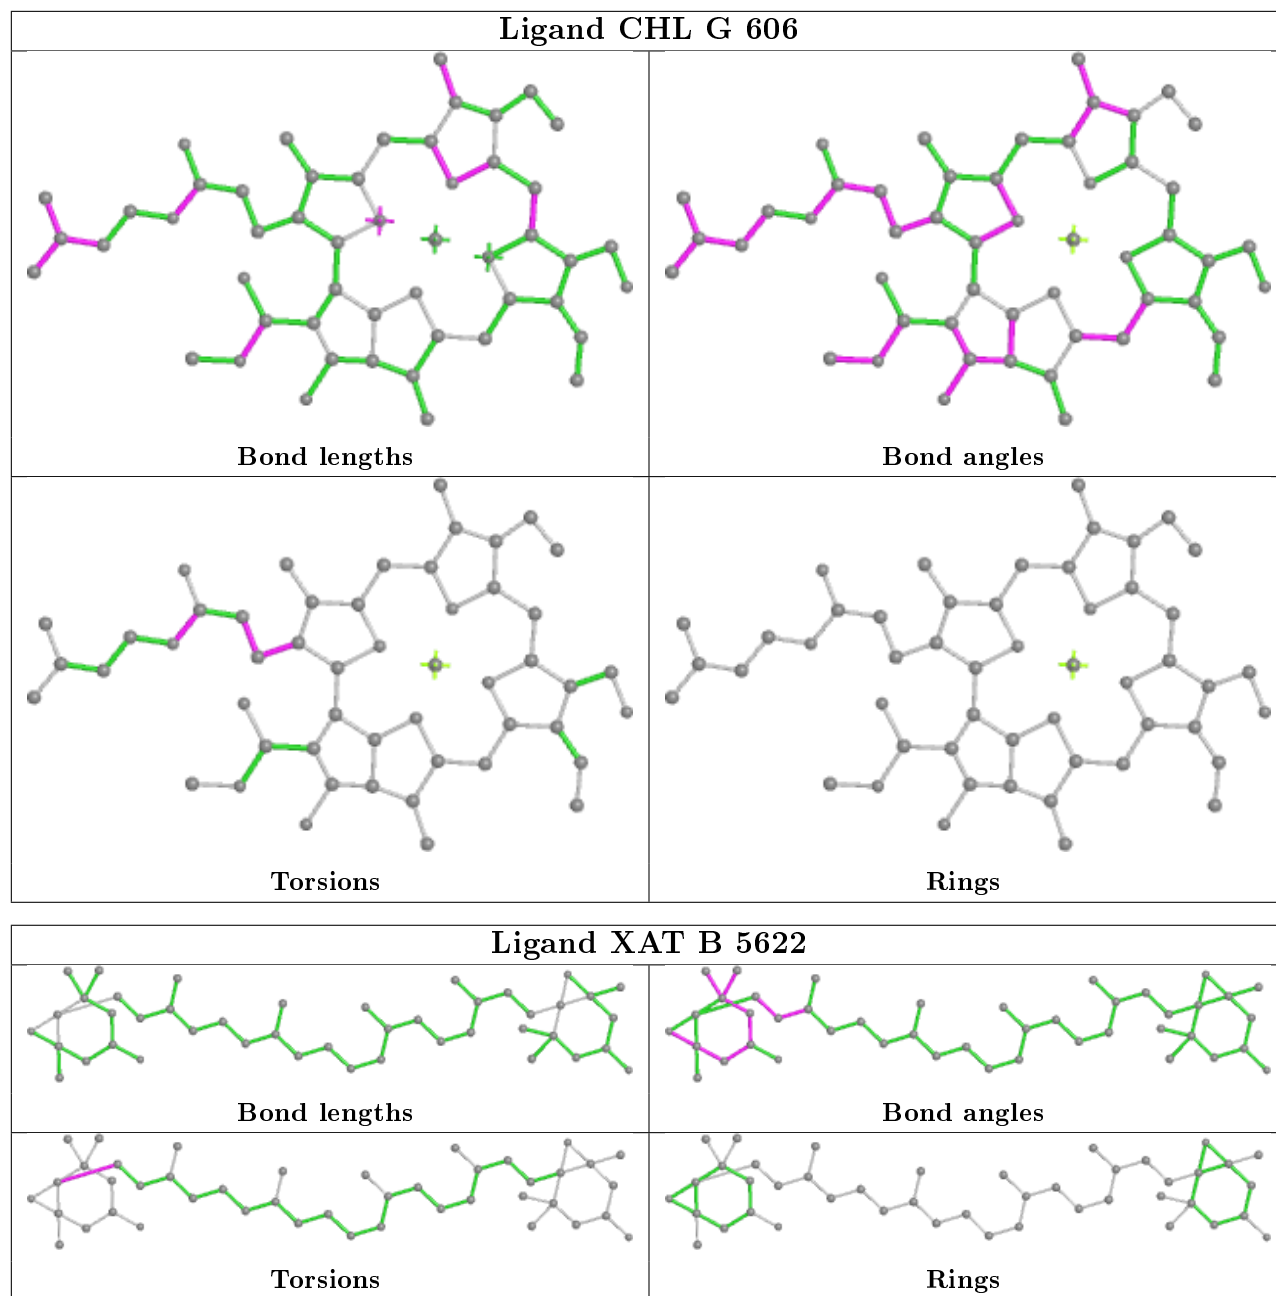 Ligand CHL G 606
Bond lengths
Bond angles
Torsions
Rings
Ligand XAT B 5622
Bond lengths
Bond angles
Torsions
Rings